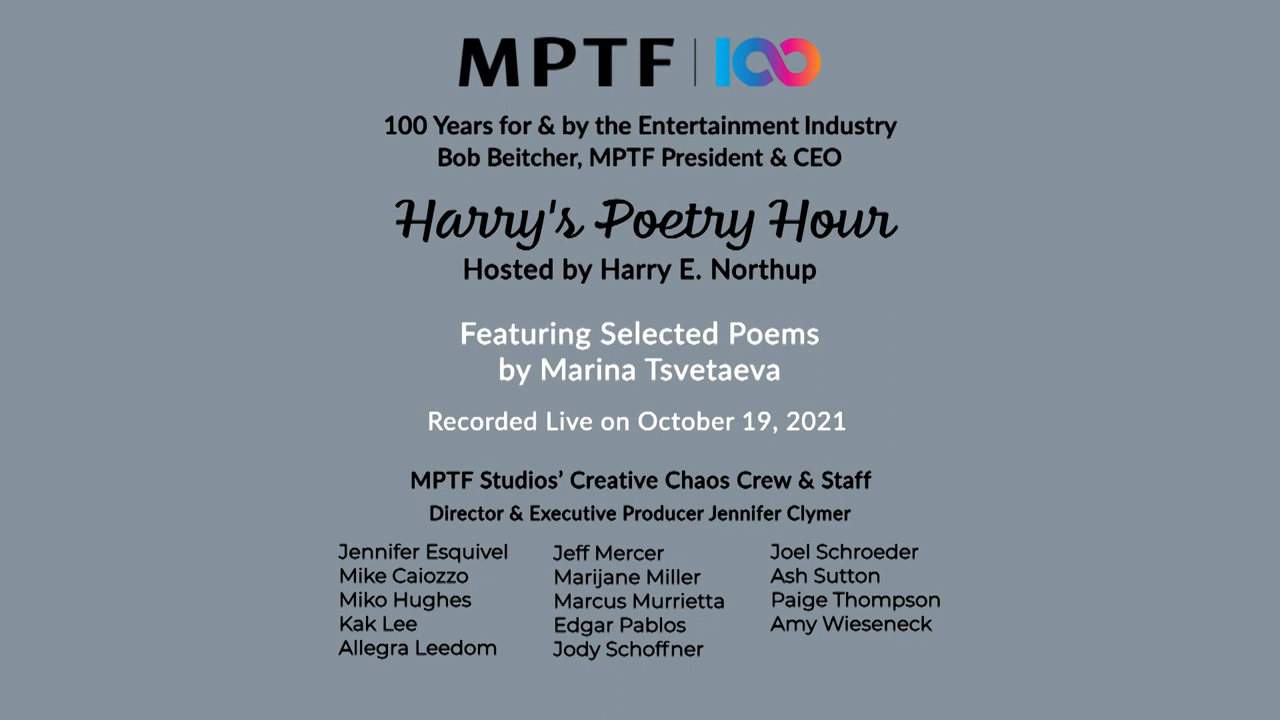 MPTF | 100
100 Years for & by the Entertainment Industry
Bob Beitcher, MPTF President & CEO
Harry's Poetry Hour
Hosted by Harry E. Northup
Featuring Selected Poems
by Marina Tsvetaeva
Recorded Live on October 19, 2021
MPTF Studios’ Creative Chaos Crew & Staff
Director & Executive Producer Jennifer Clymer
Jennifer Esquivel
Mike Caiozzo
Miko Hughes
Kak Lee
Allegra Leedom
Jeff Mercer
Marijane Miller
Marcus Murrietta
Edgar Pablos
Jody Schoffner
Joel Schroeder
Ash Sutton
Paige Thompson
Amy Wieseneck